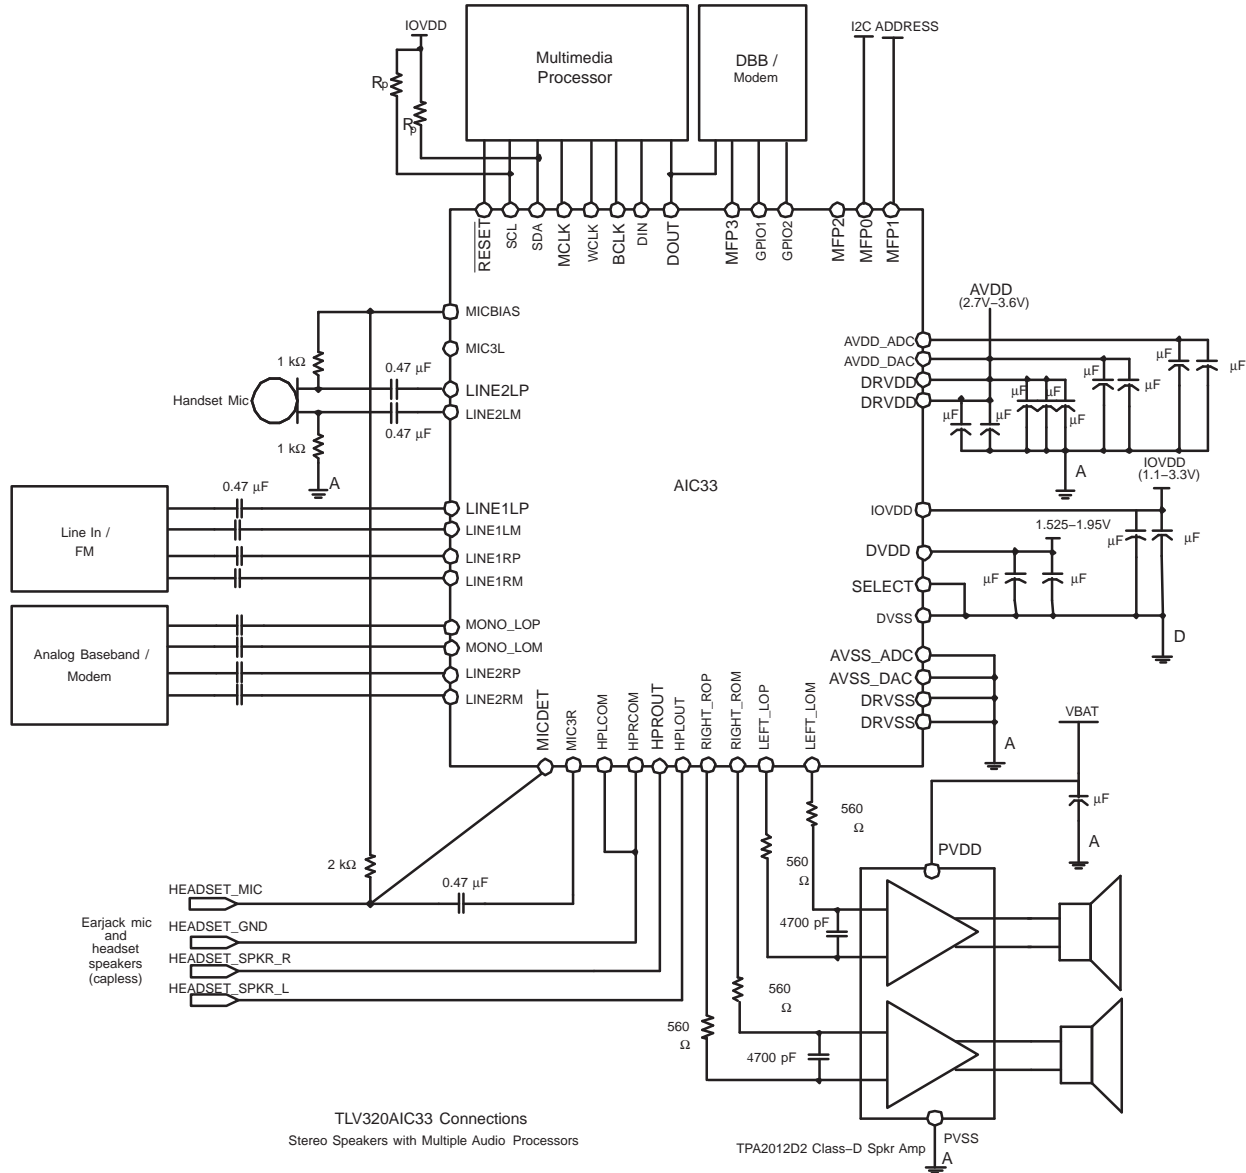 IOVDD
I2C ADDRESS
Multimedia
Processor
DBB /
Modem
Rp
Rp
RESET
SCL
SDA
MCLK
WCLK
BCLK
DIN
DOUT
MFP3
GPIO1
GPIO2
MFP2
MFP0
MFP1
MICBIAS
MIC3L
LINE2LP
LINE2LM
1 kΩ
0.47 µF
Handset Mic
0.47 µF
1 kΩ
A
AVDD
(2.7V–3.6V)
AVDD_ADC
AVDD_DAC
DRVDD
DRVDD
µF
µF
µF
µF
µF
µF
µF
µF
µF
A
AIC33
0.47 µF
Line In /
FM
LINE1LP
LINE1LM
LINE1RP
LINE1RM
IOVDD
(1.1–3.3V)
IOVDD
1.525–1.95V
DVDD
µF
µF
µF
µF
SELECT
DVSS
D
Analog Baseband /
Modem
MONO_LOP
MONO_LOM
LINE2RP
LINE2RM
AVSS_ADC
AVSS_DAC
DRVSS
DRVSS
A
MICDET
MIC3R
HPLCOM
HPRCOM
HPROUT
HPLOUT
RIGHT_ROP
RIGHT_ROM
LEFT_LOP
LEFT_LOM
VBAT
µF
A
560
Ω
560
Ω
PVDD
2 kΩ
0.47 µF
HEADSET_MIC
HEADSET_GND
HEADSET_SPKR_R
HEADSET_SPKR_L
Earjack mic
and
headset
speakers
(capless)
4700 pF
560
Ω
560
Ω
4700 pF
TLV320AIC33 Connections
Stereo Speakers with Multiple Audio Processors
TPA2012D2 Class–D Spkr Amp
PVSS
A